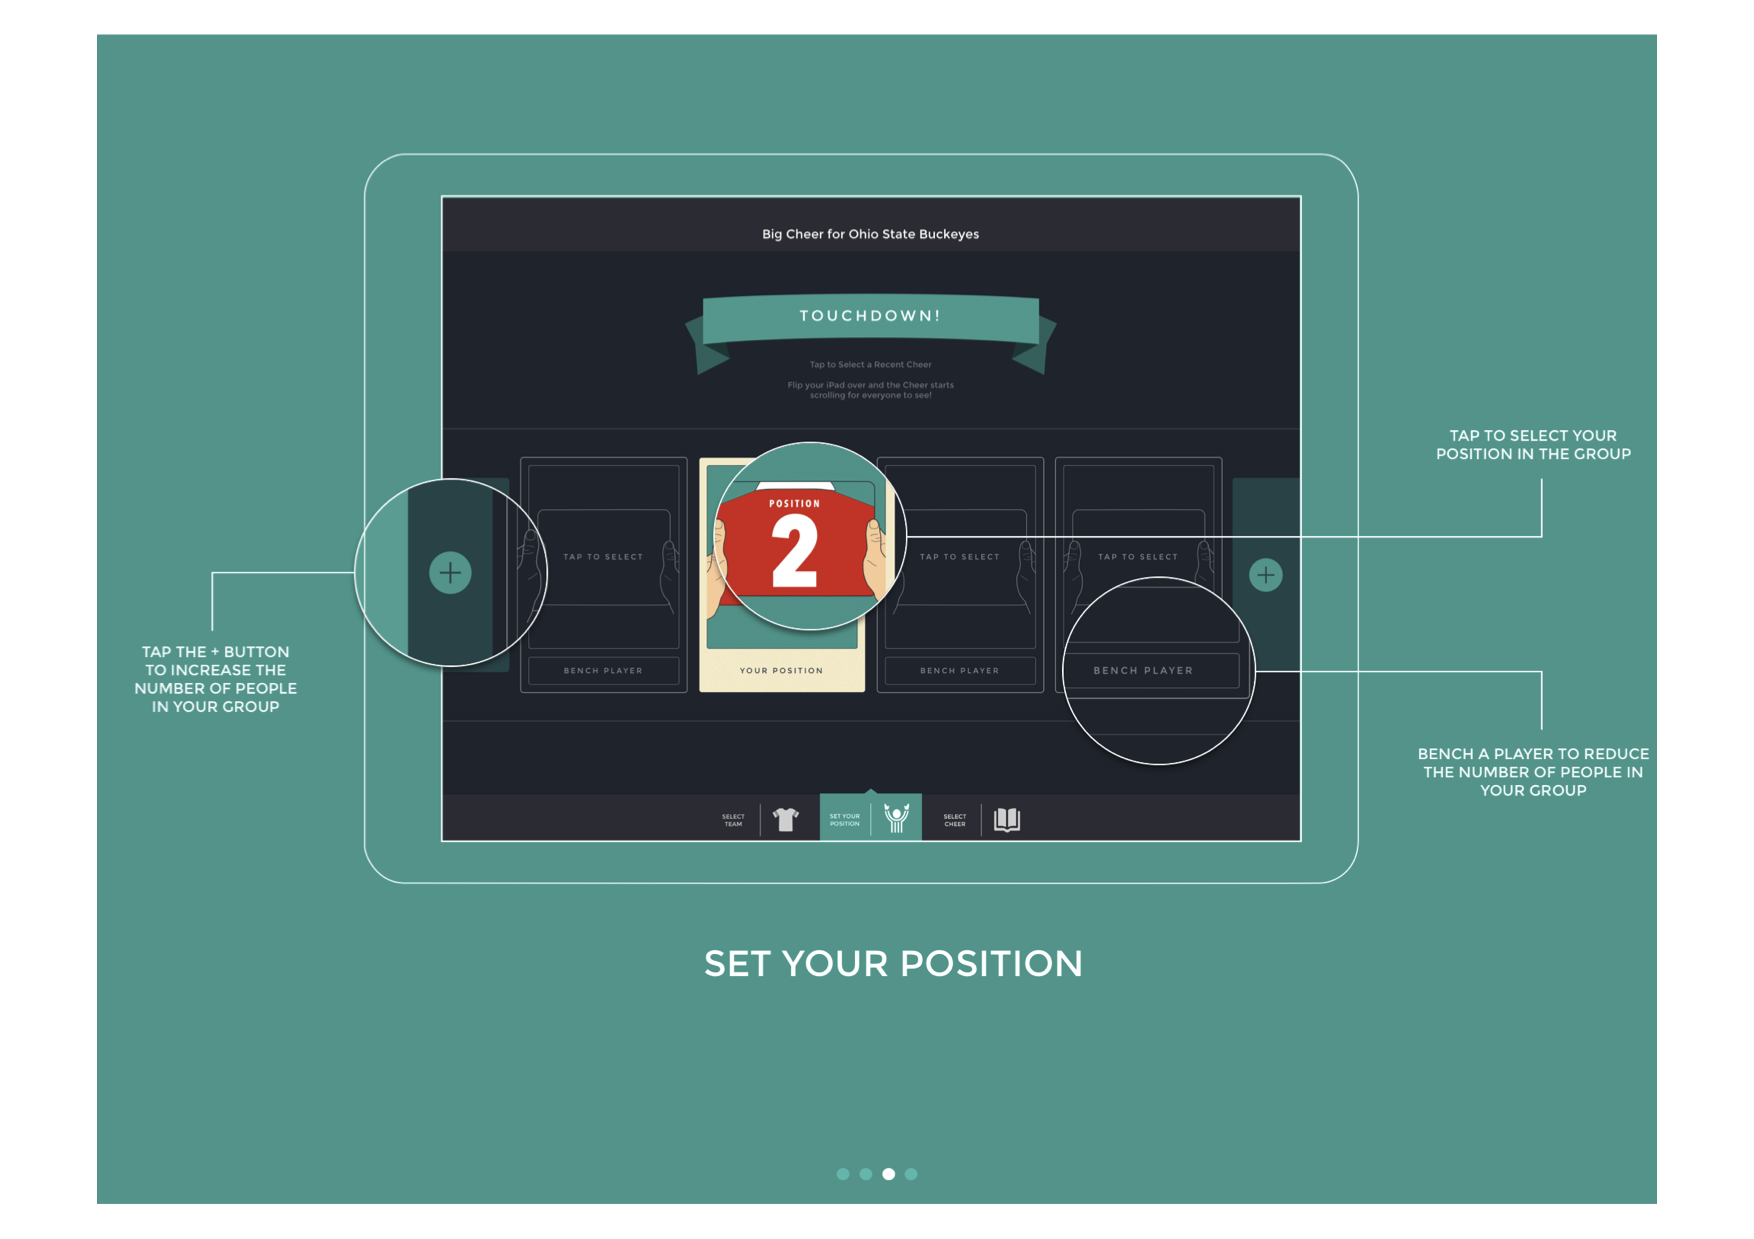 Big Cheer for Ohio State Buckeyes
TOUCHDOWN!
Tap to Select a Recent Cheer
Flip your iPad over and the Cheer starts
scrolling for everyone to see!
TAP TO SELECT YOUR
POSITION IN THE GROUP
POSITION
2
TAP TO SELECT
TAP TO SELECT
TAP TO SELECT
BENCH PLAYER
YOUR POSITION
BENCH PLAYER
BENCH PLAYER
TAP THE + BUTTON
TO INCREASE THE
NUMBER OF PEOPLE
IN YOUR GROUP
BENCH A PLAYER TO REDUCE
THE NUMBER OF PEOPLE IN
YOUR GROUP
SELECT
TEAM
SET YOUR
POSITION
SELECT
CHEER
SET YOUR POSITION